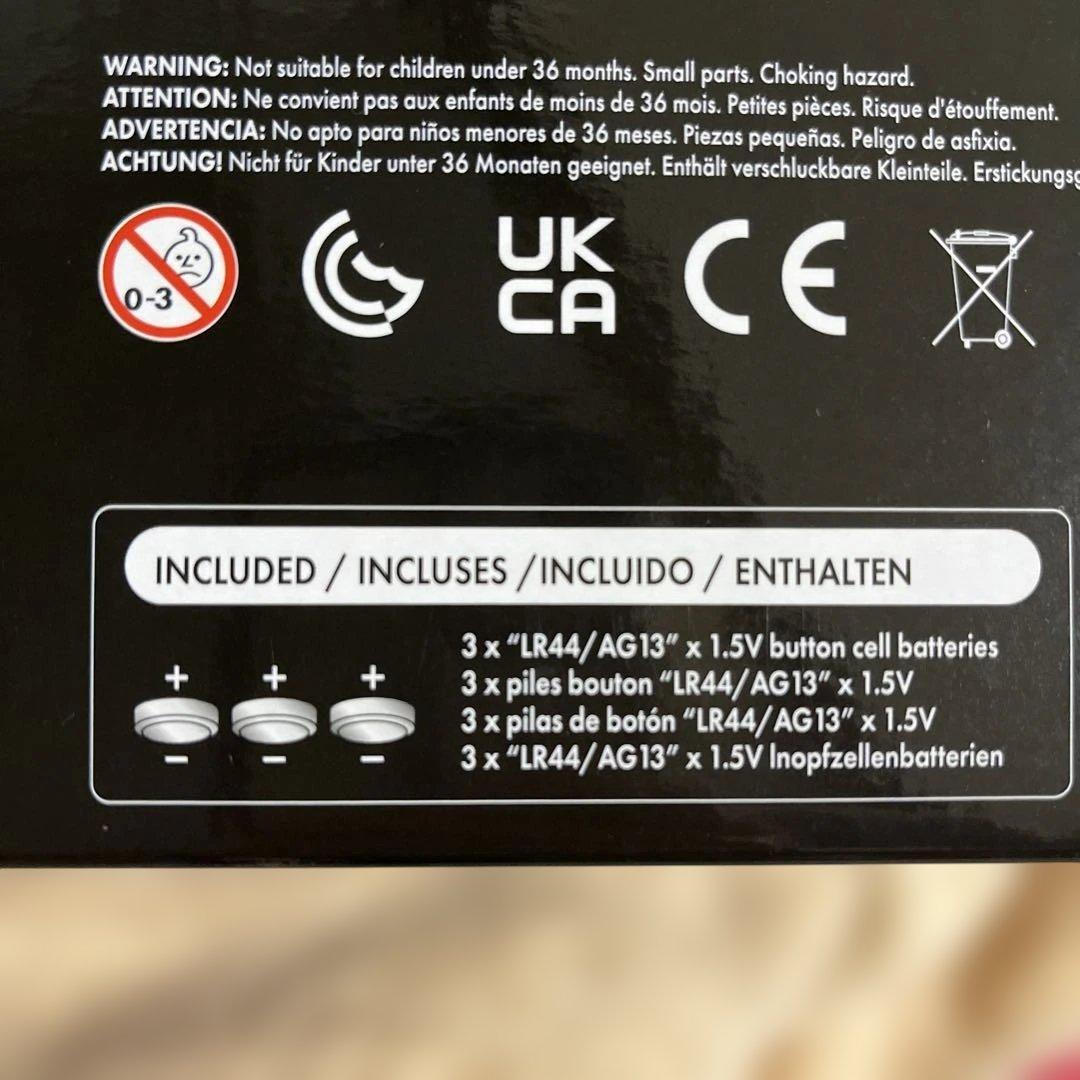 WARNING: Not suitable for children under 36 months. Small parts. Choking hazard.
ATTENTION: Ne convient pas aux enfants de moins de 36 mois. Petites pièces. Risque d'étouffement.
ADVERTENCIA: No apto para niños menores de 36 meses. Piezas pequeñas. Peligro de asfixia.
ACHTUNG! Nicht für Kinder unter 36 Monaten geeignet. Enthält verschluckbare Kleinteile.
0-3
UK
CA
CE
INCLUDED / INCLUSES /INCLUIDO / ENTHALTEN
3 x “LR44/AG13” x 1.5V button cell batteries
3 x piles bouton “LR44/AG13” x 1.5V
3 x pilas de botón “LR44/AG13” x 1.5V
3 x “LR44/AG13” x 1.5V lnopfzellenbatterien